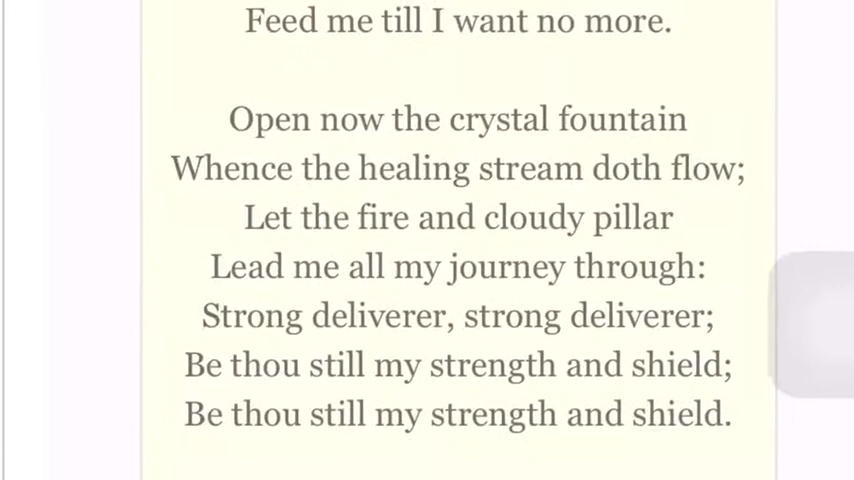 Feed me till I want no more.
Open now the crystal fountain
Whence the healing stream doth flow;
Let the fire and cloudy pillar
Lead me all my journey through:
Strong deliverer, strong deliverer;
Be thou still my strength and shield;
Be thou still my strength and shield.